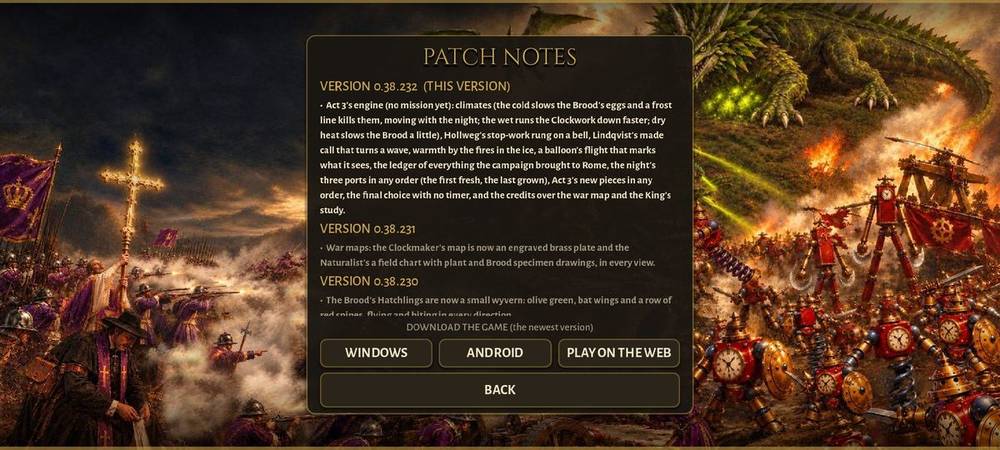 PATCH NOTES
VERSION 0.38.232 (THIS VERSION)
· Act 3's engine (no mission yet): climates (the cold slows the Brood's eggs and a frost
line kills them, moving with the night; the wet runs the Clockwork down faster; dry
heat slows the Brood a little), Hollweg's stop-work rung on a bell, Lindqvist's made
call that turns a wave, warmth by the fires in the ice, a balloon's flight that marks
what it sees, the ledger of everything the campaign brought to Rome, the night's
three ports in any order (the first fresh, the last grown), Act 3's new pieces in any
order, the final choice with no timer, and the credits over the war map and the King's
study.
VERSION 0.38.231
· War maps: the Clockmaker's map is now an engraved brass plate and the
Naturalist's a field chart with plant and Brood specimen drawings, in every view.
VERSION 0.38.230
· The Brood's Hatchlings are now a small wyvern: olive green, bat wings and a row of
red spines, flying and biting in every direction.
DOWNLOAD THE GAME (the newest version)
WINDOWS
ANDROID
PLAY ON THE WEB
BACK